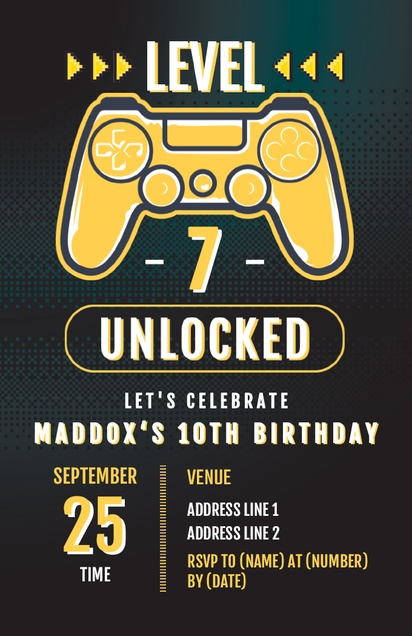 LEVEL
- 7 -
UNLOCKED
LET'S CELEBRATE
MADDOX‘S 10TH BIRTHDAY
SEPTEMBER
25
TIME
VENUE
ADDRESS LINE 1
ADDRESS LINE 2
RSVP TO (NAME) AT (NUMBER)
BY (DATE)